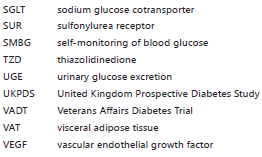 SGLT sodium glucose cotransporter
SUR sulfonylurea receptor
SMBG self-monitoring of blood glucose
TZD thiazolidinedione
UGE urinary glucose excretion
UKPDS United Kingdom Prospective Diabetes Study
VADT Veterans Affairs Diabetes Trial
VAT visceral adipose tissue
VEGF vascular endothelial growth factor